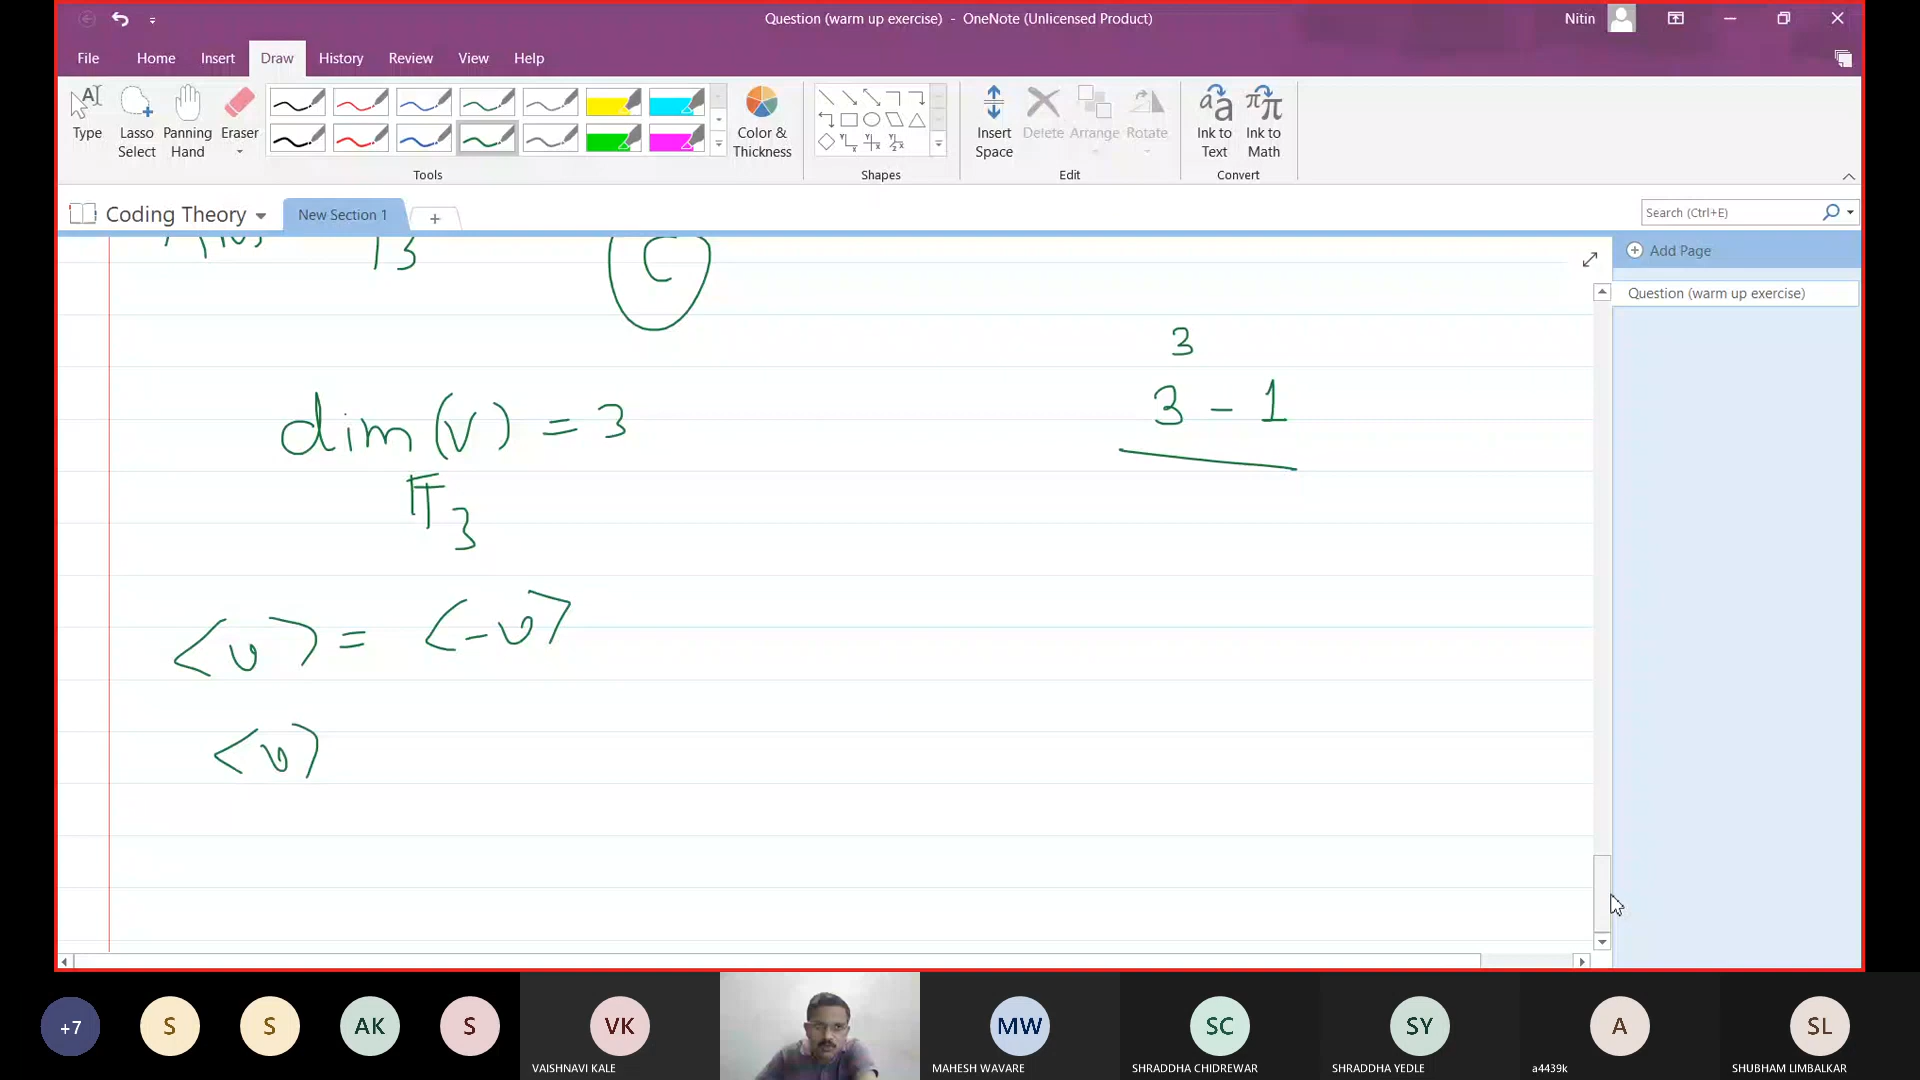 Question (warm up exercise) - OneNote (Unlicensed Product)
Nitin
File Home Insert Draw History Review View Help
Type
Lasso Select
Panning Hand
Eraser
Color & Thickness
Insert Space
Delete
Arrange
Rotate
Ink to Text
Ink to Math
Tools
Shapes
Edit
Convert
Coding Theory
New Section 1
Search (Ctrl+E)
Add Page
Question (warm up exercise)
C
3
3 - 1
dim (V) = 3
F3
<v> = <-v>
<v>
+7
S
S
AK
S
VK
VAISHNAVI KALE
MW
MAHESH WAVARE
SC
SHRADDHA CHIDREWAR
SY
SHRADDHA YEDLE
A
a4439k
SL
SHUBHAM LIMBALKAR